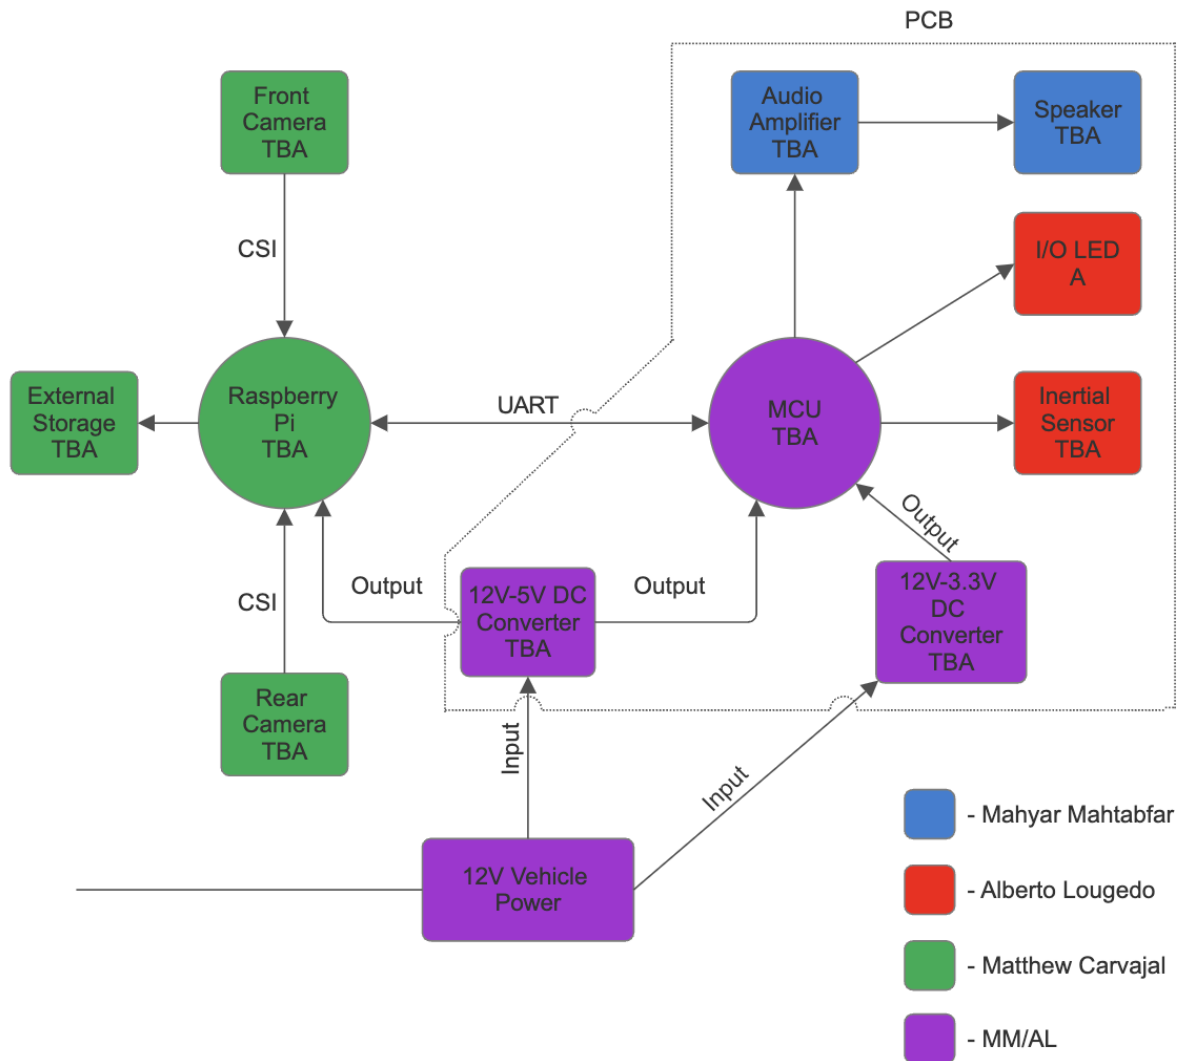 PCB
Front
Camera
TBA
Audio
Amplifier
TBA
Speaker
TBA
CSI
I/O LED
A
External
Storage
TBA
Raspberry
Pi
TBA
UART
MCU
TBA
Inertial
Sensor
TBA
Output
Output
Output
12V-5V DC
Converter
TBA
12V-3.3V
DC
Converter
TBA
CSI
Rear
Camera
TBA
Input
Input
12V Vehicle
Power
- Mahyar Mahtabfar
- Alberto Lougedo
- Matthew Carvajal
- MM/AL